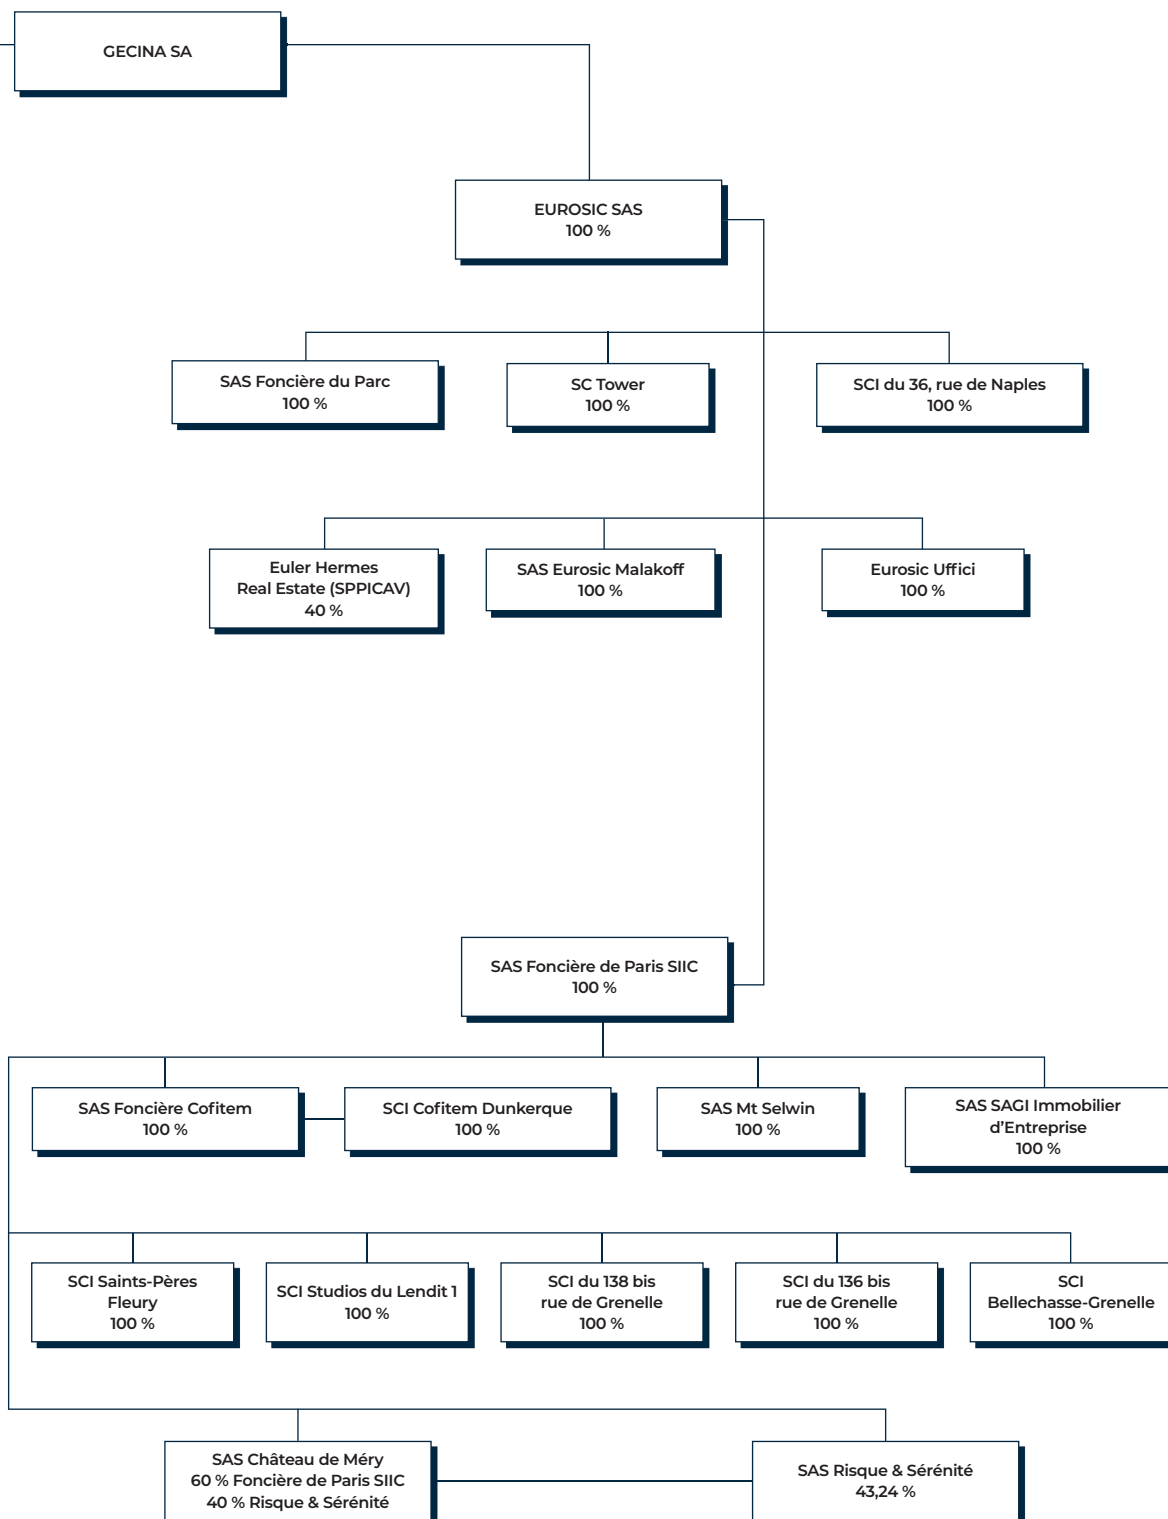 GECINA SA
EUROSIC SAS
100 %
SAS Foncière du Parc
100 %
SC Tower
100 %
SCI du 36, rue de Naples
100 %
Euler Hermes
Real Estate (SPPICAV)
40 %
SAS Eurosic Malakoff
100 %
Eurosic Uffici
100 %
SAS Foncière de Paris SIIC
100 %
SAS Foncière Cofitem
100 %
SCI Cofitem Dunkerque
100 %
SAS Mt Selwin
100 %
SAS SAGI Immobilier
d’Entreprise
100 %
SCI Saints-Pères
Fleury
100 %
SCI Studios du Lendit 1
100 %
SCI du 138 bis
rue de Grenelle
100 %
SCI du 136 bis
rue de Grenelle
100 %
SCI
Bellechasse-Grenelle
100 %
SAS Château de Méry
60 % Foncière de Paris SIIC
40 % Risque & Sérénité
SAS Risque & Sérénité
43,24 %